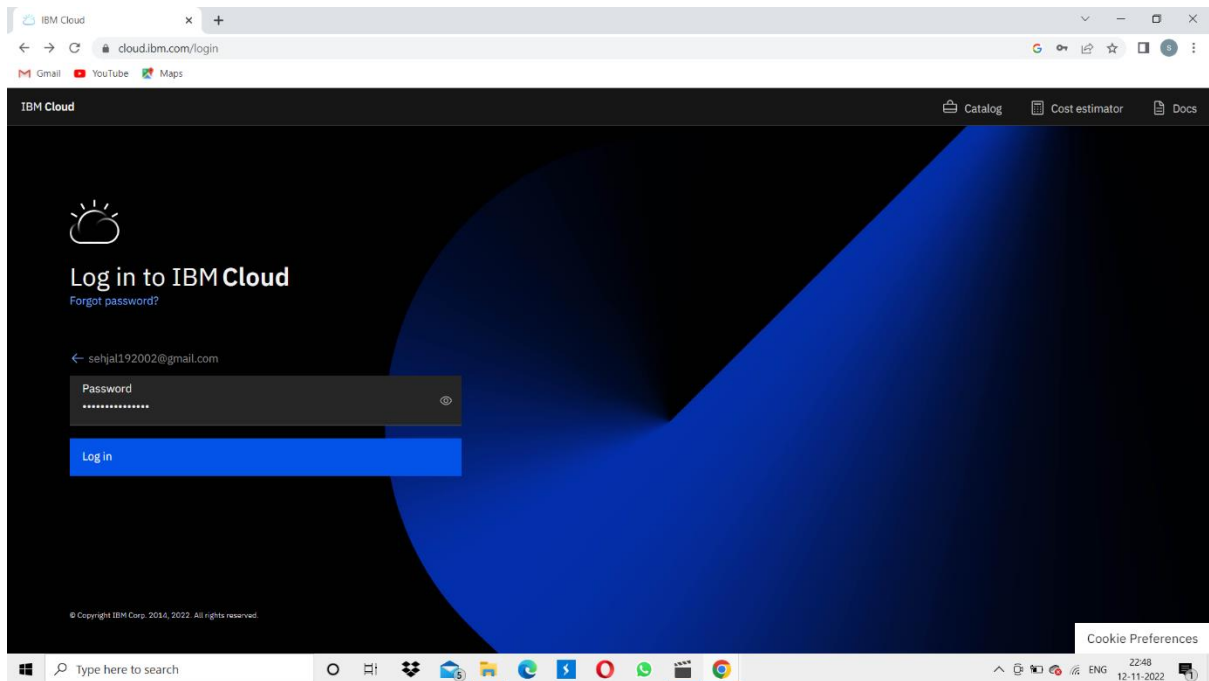 IBM Cloud
cloud.ibm.com/login
S
Gmail YouTube Maps
IBM Cloud Catalog Cost estimator Docs
Log in to IBM Cloud
Forgot password?
← sehjal192002@gmail.com
Password
•••••••••••••••
Log in
© Copyright IBM Corp. 2014, 2022. All rights reserved.
Cookie Preferences
Type here to search 5 ENG 22:48
12-11-2022 1